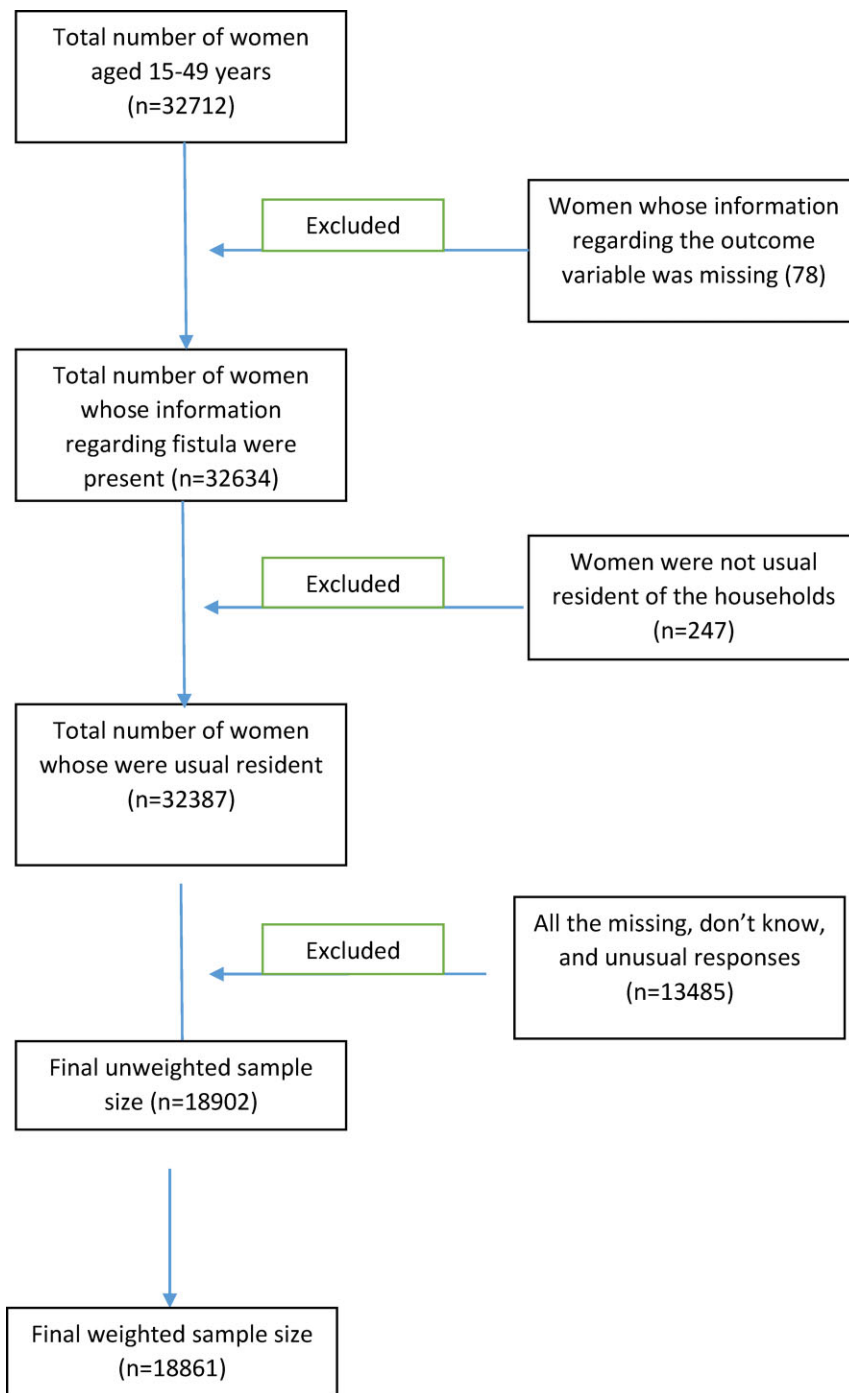 Total number of women
aged 15-49 years
(n=32712)
Excluded
Women whose information
regarding the outcome
variable was missing (78)
Total number of women
whose information
regarding fistula were
present (n=32634)
Excluded
Women were not usual
resident of the households
(n=247)
Total number of women
whose were usual resident
(n=32387)
Excluded
All the missing, don’t know,
and unusual responses
(n=13485)
Final unweighted sample
size (n=18902)
Final weighted sample size
(n=18861)